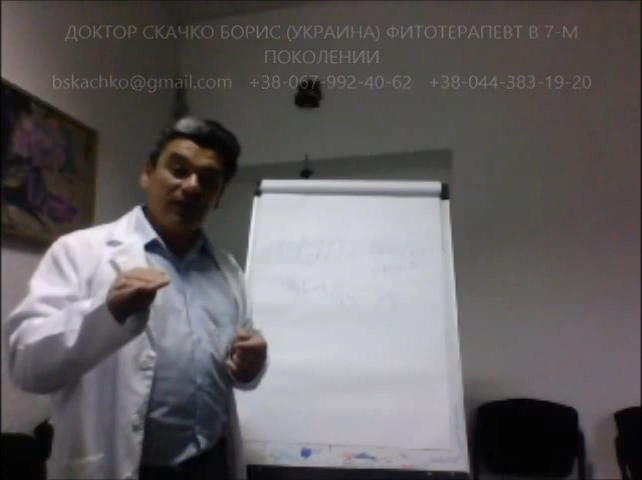 ДОКТОР СКАЧКО БОРИС (УКРАИНА) ФИТОТЕРАПЕВТ В 7-М
ПОКОЛЕНИИ
bskachko@gmail.com +38-067-992-40-62 +38-044-383-19-20